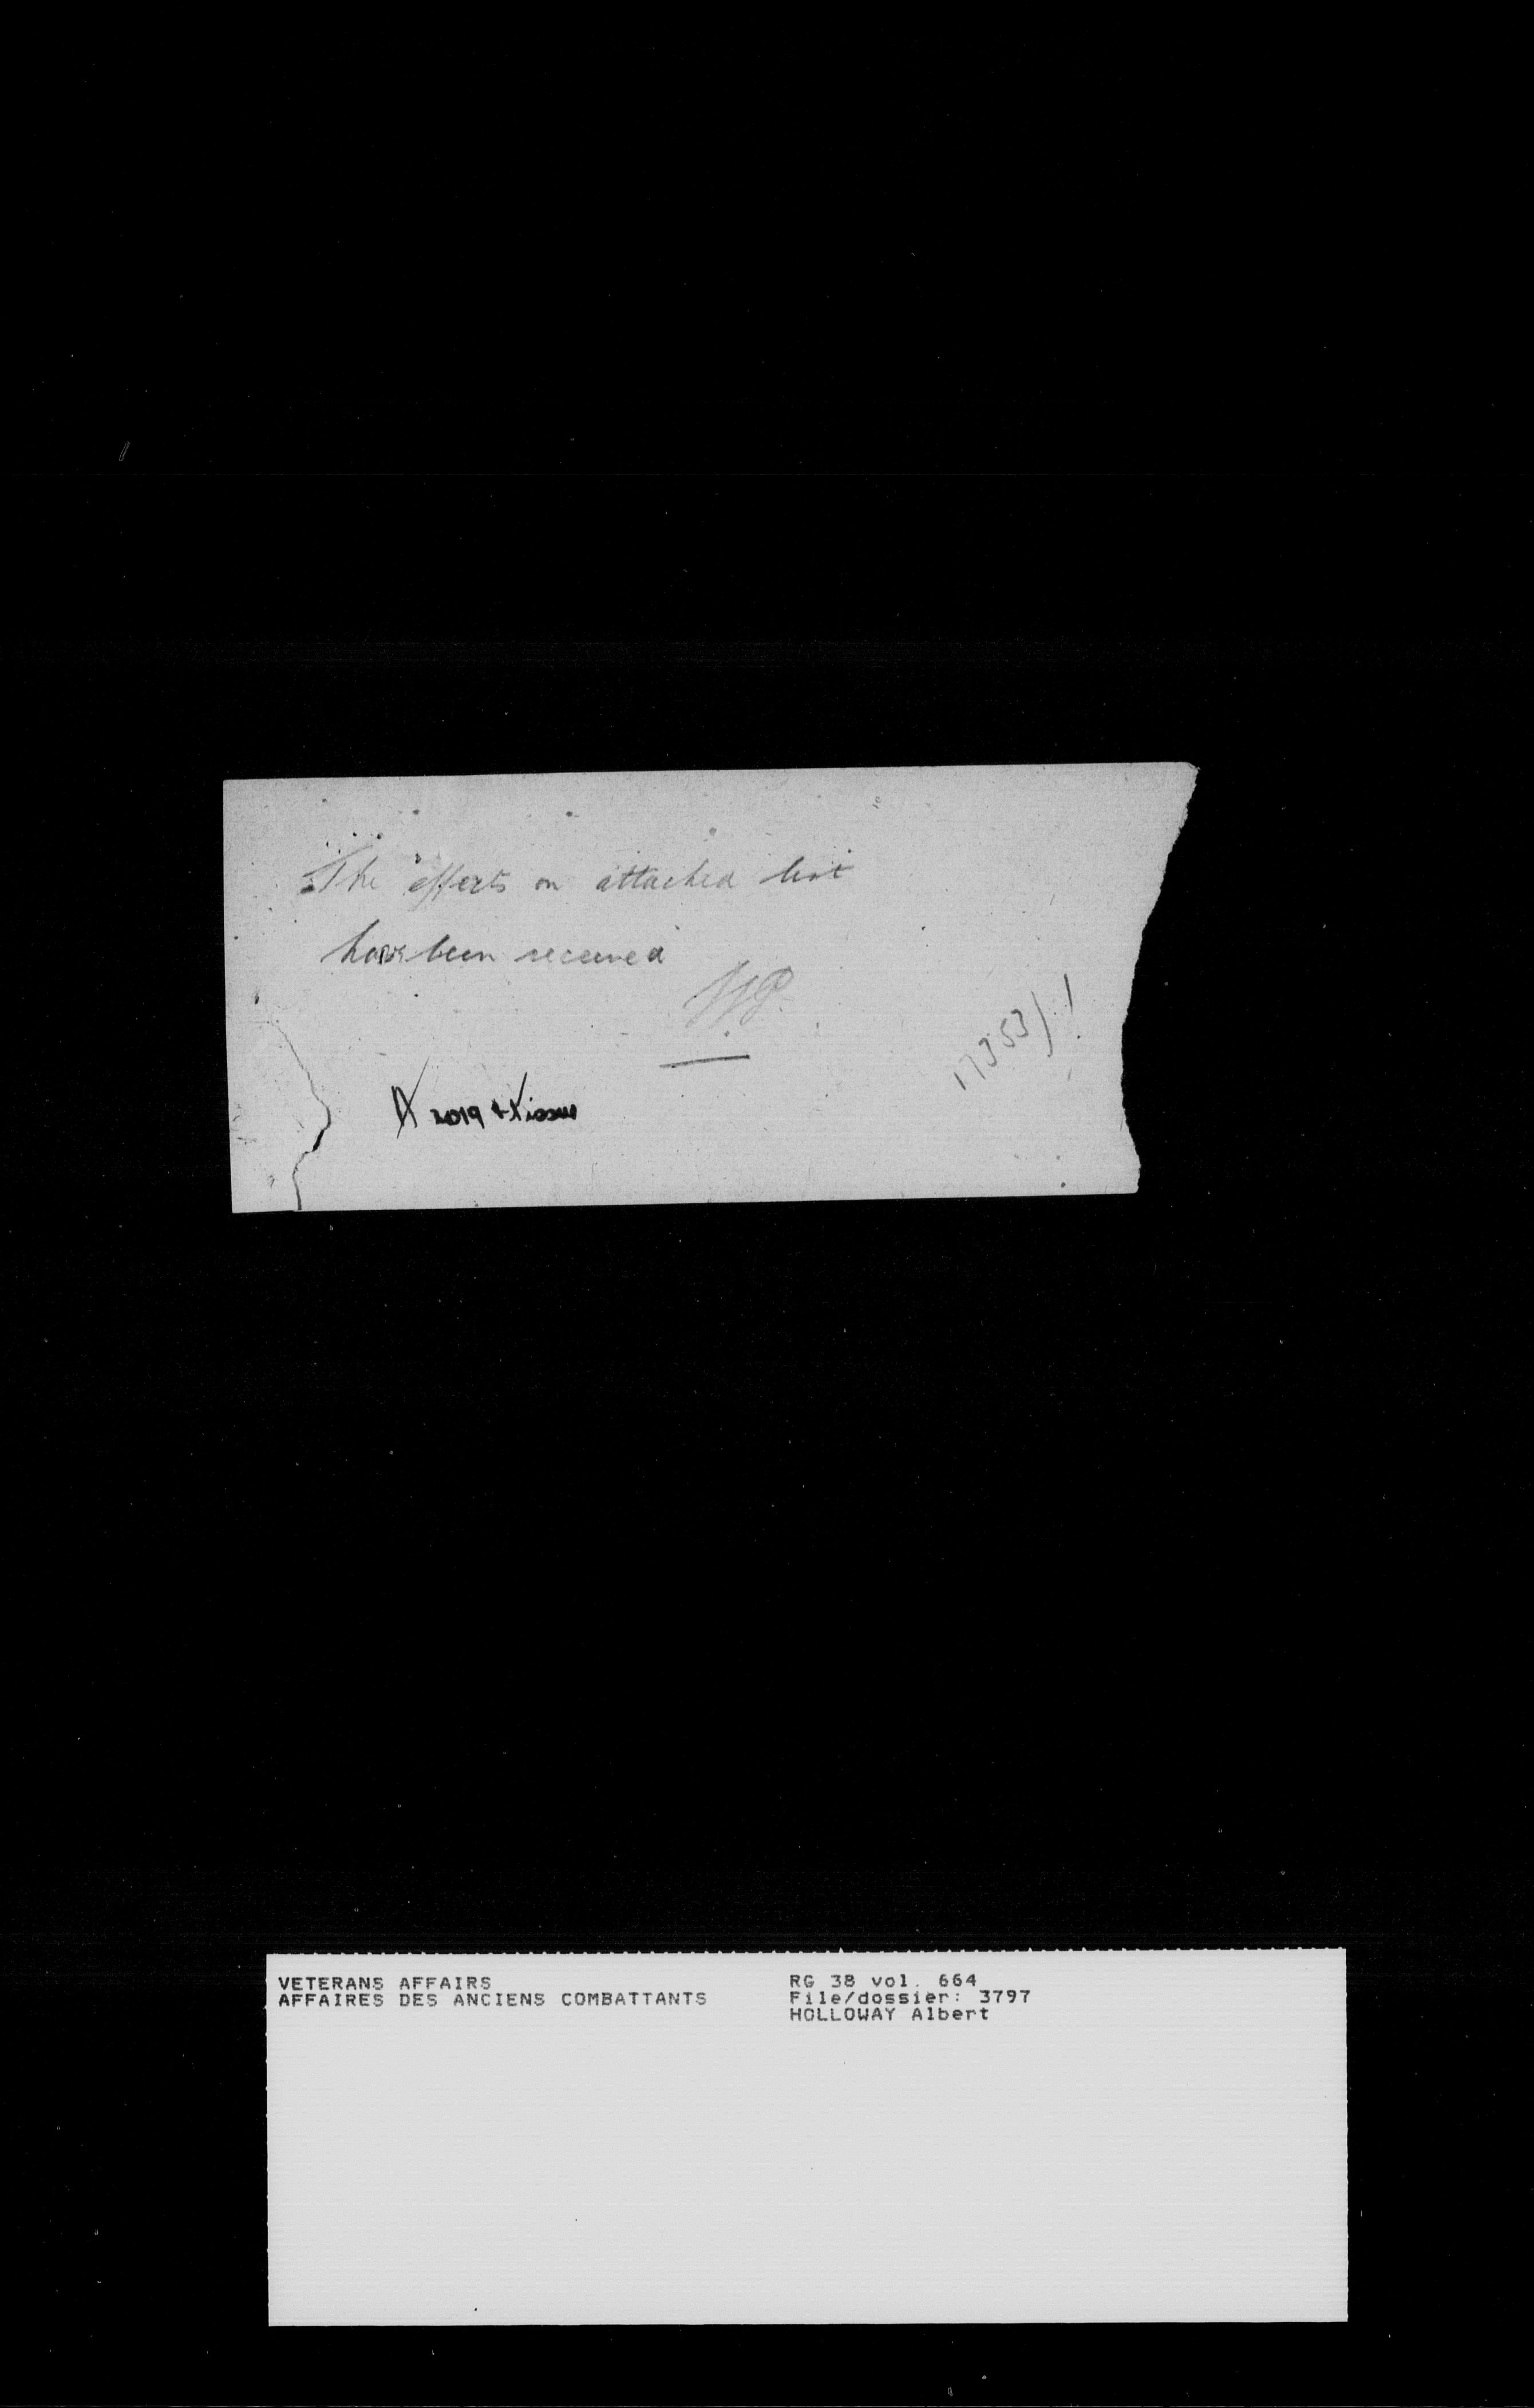 The effects on attached list
have been received
VETERANS AFFAIRS
AFFAIRES DES ANCIENS COMBATTANTS
RG 38 vol. 664
File/dossier: 3797
HOLLOWAY Albert